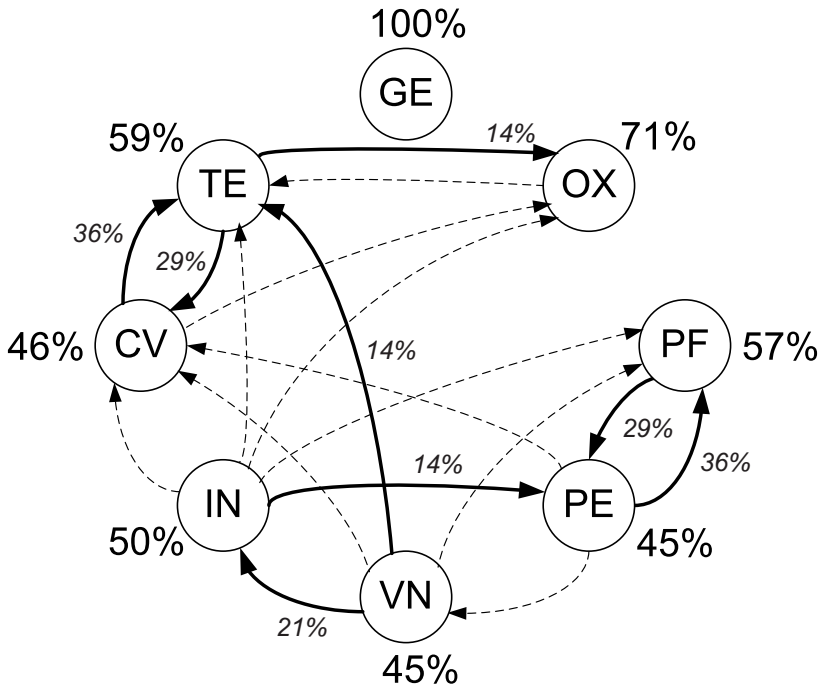 100%
GE
59%
14%
71%
TE
OX
36%
29%
46%
CV
14%
PF
57%
29%
14%
36%
IN
PE
50%
45%
VN
21%
45%